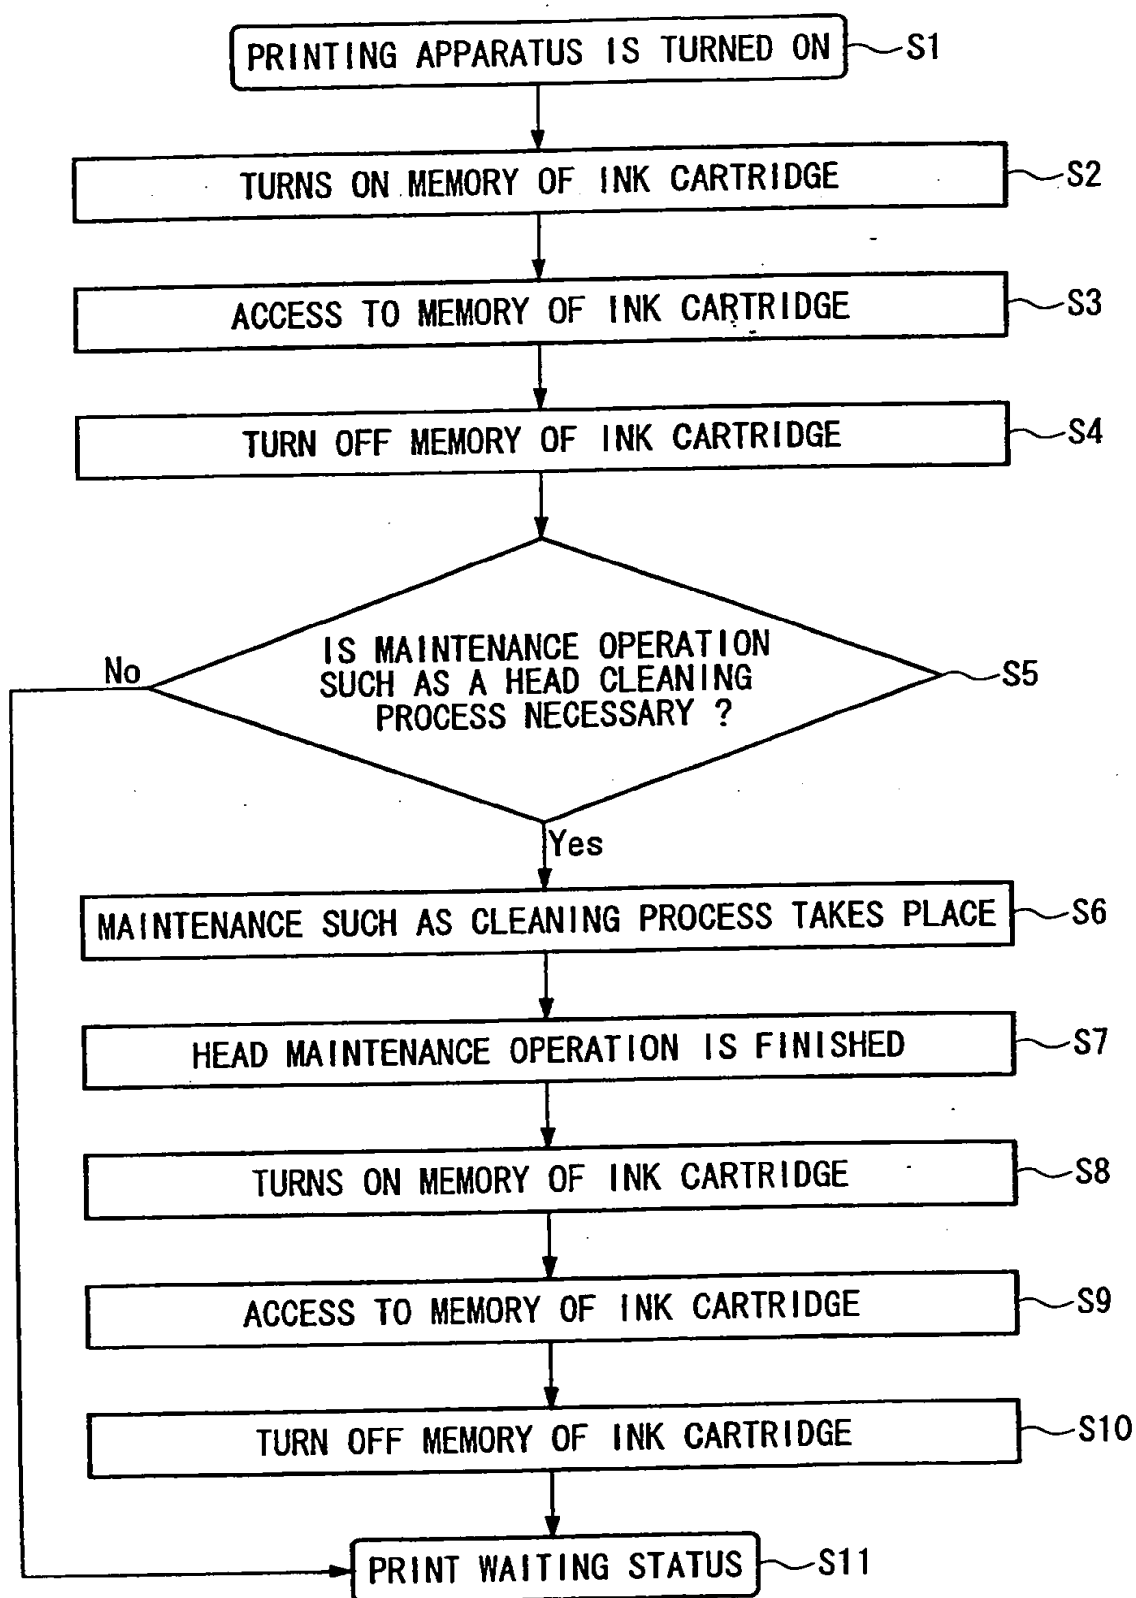 PRINTING APPARATUS IS TURNED ON
S1
TURNS ON MEMORY OF INK CARTRIDGE
S2
ACCESS TO MEMORY OF INK CARTRIDGE
S3
TURN OFF MEMORY OF INK CARTRIDGE
S4
IS MAINTENANCE OPERATION
SUCH AS A HEAD CLEANING
PROCESS NECESSARY ?
S5
No
Yes
MAINTENANCE SUCH AS CLEANING PROCESS TAKES PLACE
S6
HEAD MAINTENANCE OPERATION IS FINISHED
S7
TURNS ON MEMORY OF INK CARTRIDGE
S8
ACCESS TO MEMORY OF INK CARTRIDGE
S9
TURN OFF MEMORY OF INK CARTRIDGE
S10
PRINT WAITING STATUS
S11